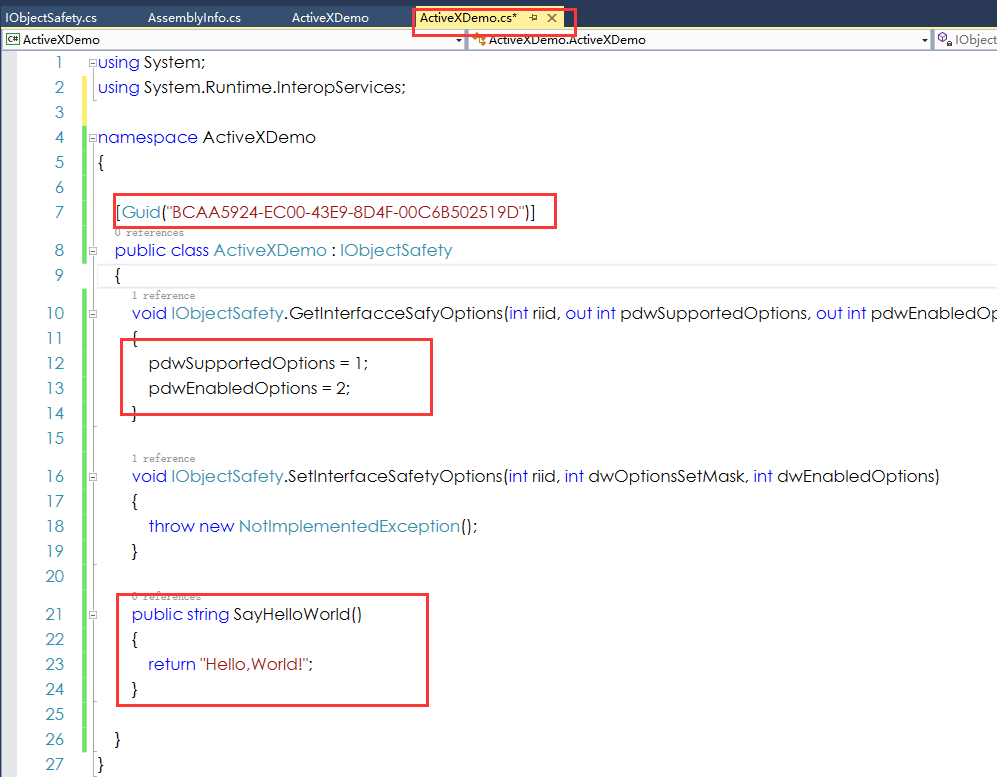 IObjectSafety.cs AssemblyInfo.cs ActiveXDemo ActiveXDemo.cs*
C# ActiveXDemo ActiveXDemo.ActiveXDemo IObject
1 using System;
2 using System.Runtime.InteropServices;
3
4 namespace ActiveXDemo
5 {
6
7 [Guid("BCAA5924-EC00-43E9-8D4F-00C6B502519D")]
0 references
8 public class ActiveXDemo : IObjectSafety
9 {
1 reference
10 void IObjectSafety.GetInterfacceSafyOptions(int riid, out int pdwSupportedOptions, out int pdwEnabledOp
11 {
12 pdwSupportedOptions = 1;
13 pdwEnabledOptions = 2;
14 }
15
1 reference
16 void IObjectSafety.SetInterfaceSafetyOptions(int riid, int dwOptionsSetMask, int dwEnabledOptions)
17 {
18 throw new NotImplementedException();
19 }
20
0 references
21 public string SayHelloWorld()
22 {
23 return "Hello,World!";
24 }
25
26 }
27 }